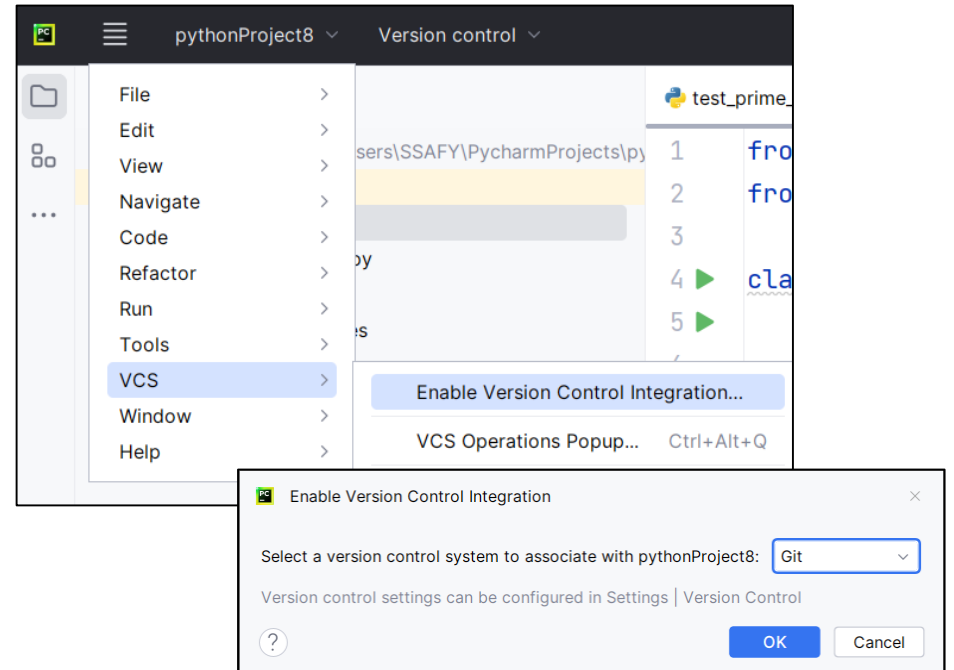 PC
pythonProject8
Version control
File
Edit
View
Navigate
Code
Refactor
Run
Tools
VCS
Window
Help
sers\SSAFY\PycharmProjects\py
py
es
test_prime_
1 fro
2 fro
3
4 cla
5
Enable Version Control Integration...
VCS Operations Popup... Ctrl+Alt+Q
PC
Enable Version Control Integration
Select a version control system to associate with pythonProject8: Git
Version control settings can be configured in Settings | Version Control
?
OK
Cancel